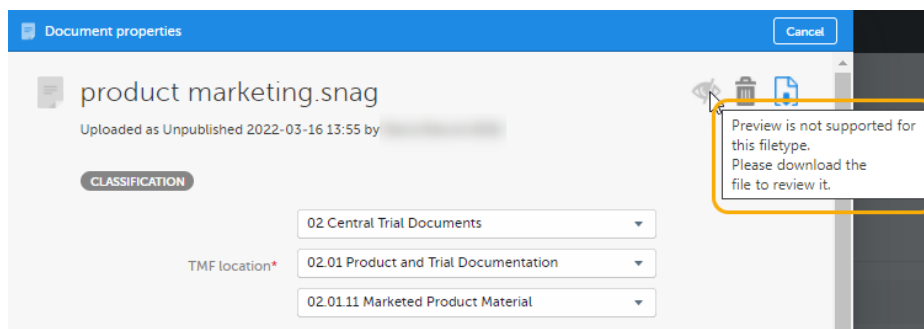 Document properties
Cancel
product marketing.snag
Uploaded as Unpublished 2022-03-16 13:55 by
Preview is not supported for
this filetype.
Please download the
file to review it.
CLASSIFICATION
02 Central Trial Documents
TMF location*
02.01 Product and Trial Documentation
02.01.11 Marketed Product Material